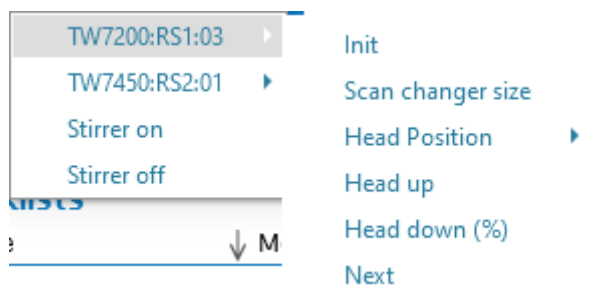 TW7200:RS1:03
TW7450:RS2:01
Stirrer on
Stirrer off
Init
Scan changer size
Head Position
Head up
Head down (%)
Next